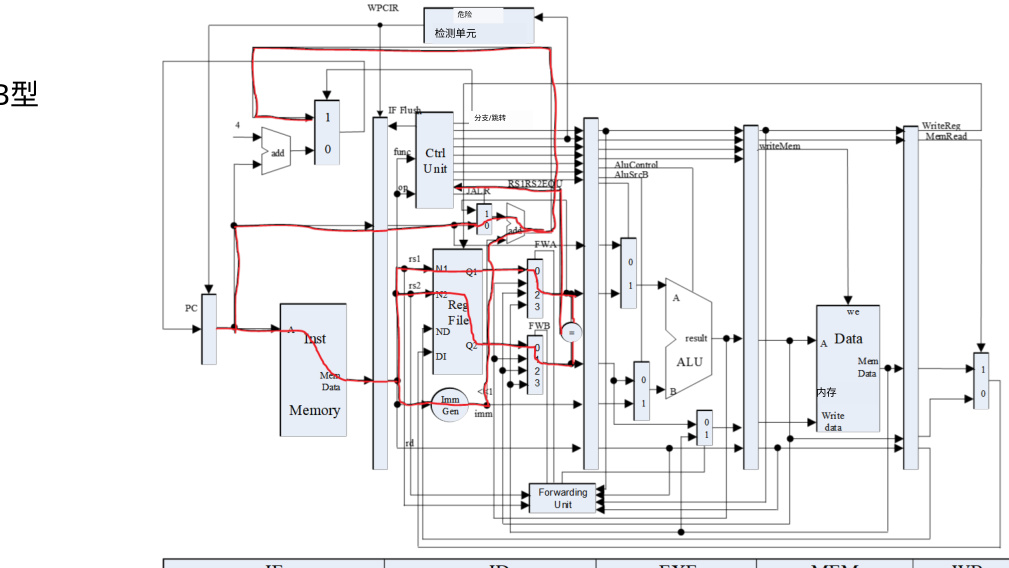 WPCIR
危险
检测单元
B型
IF Flush
分支/跳转
1
0
4
add
Ctrl
Unit
func
op
WriteReg
MemRead
writeMem
AluControl
AluSrcB
RS1RS2EQU
JALR
1
0
add
FWA
rs1
N1
Q1
0
2
3
rs2
N2
Reg
File
ND
DI
Q2
FWB
0
1
2
3
=
0
1
A
result
ALU
B
0
1
we
A
Data
Mem
Data
内存
Write
data
1
0
PC
A
Inst
Mem
Data
Memory
Imm
Gen
<<1
imm
rd
0
1
Forwarding
Unit
IF
ID
EXE
MEM
WB